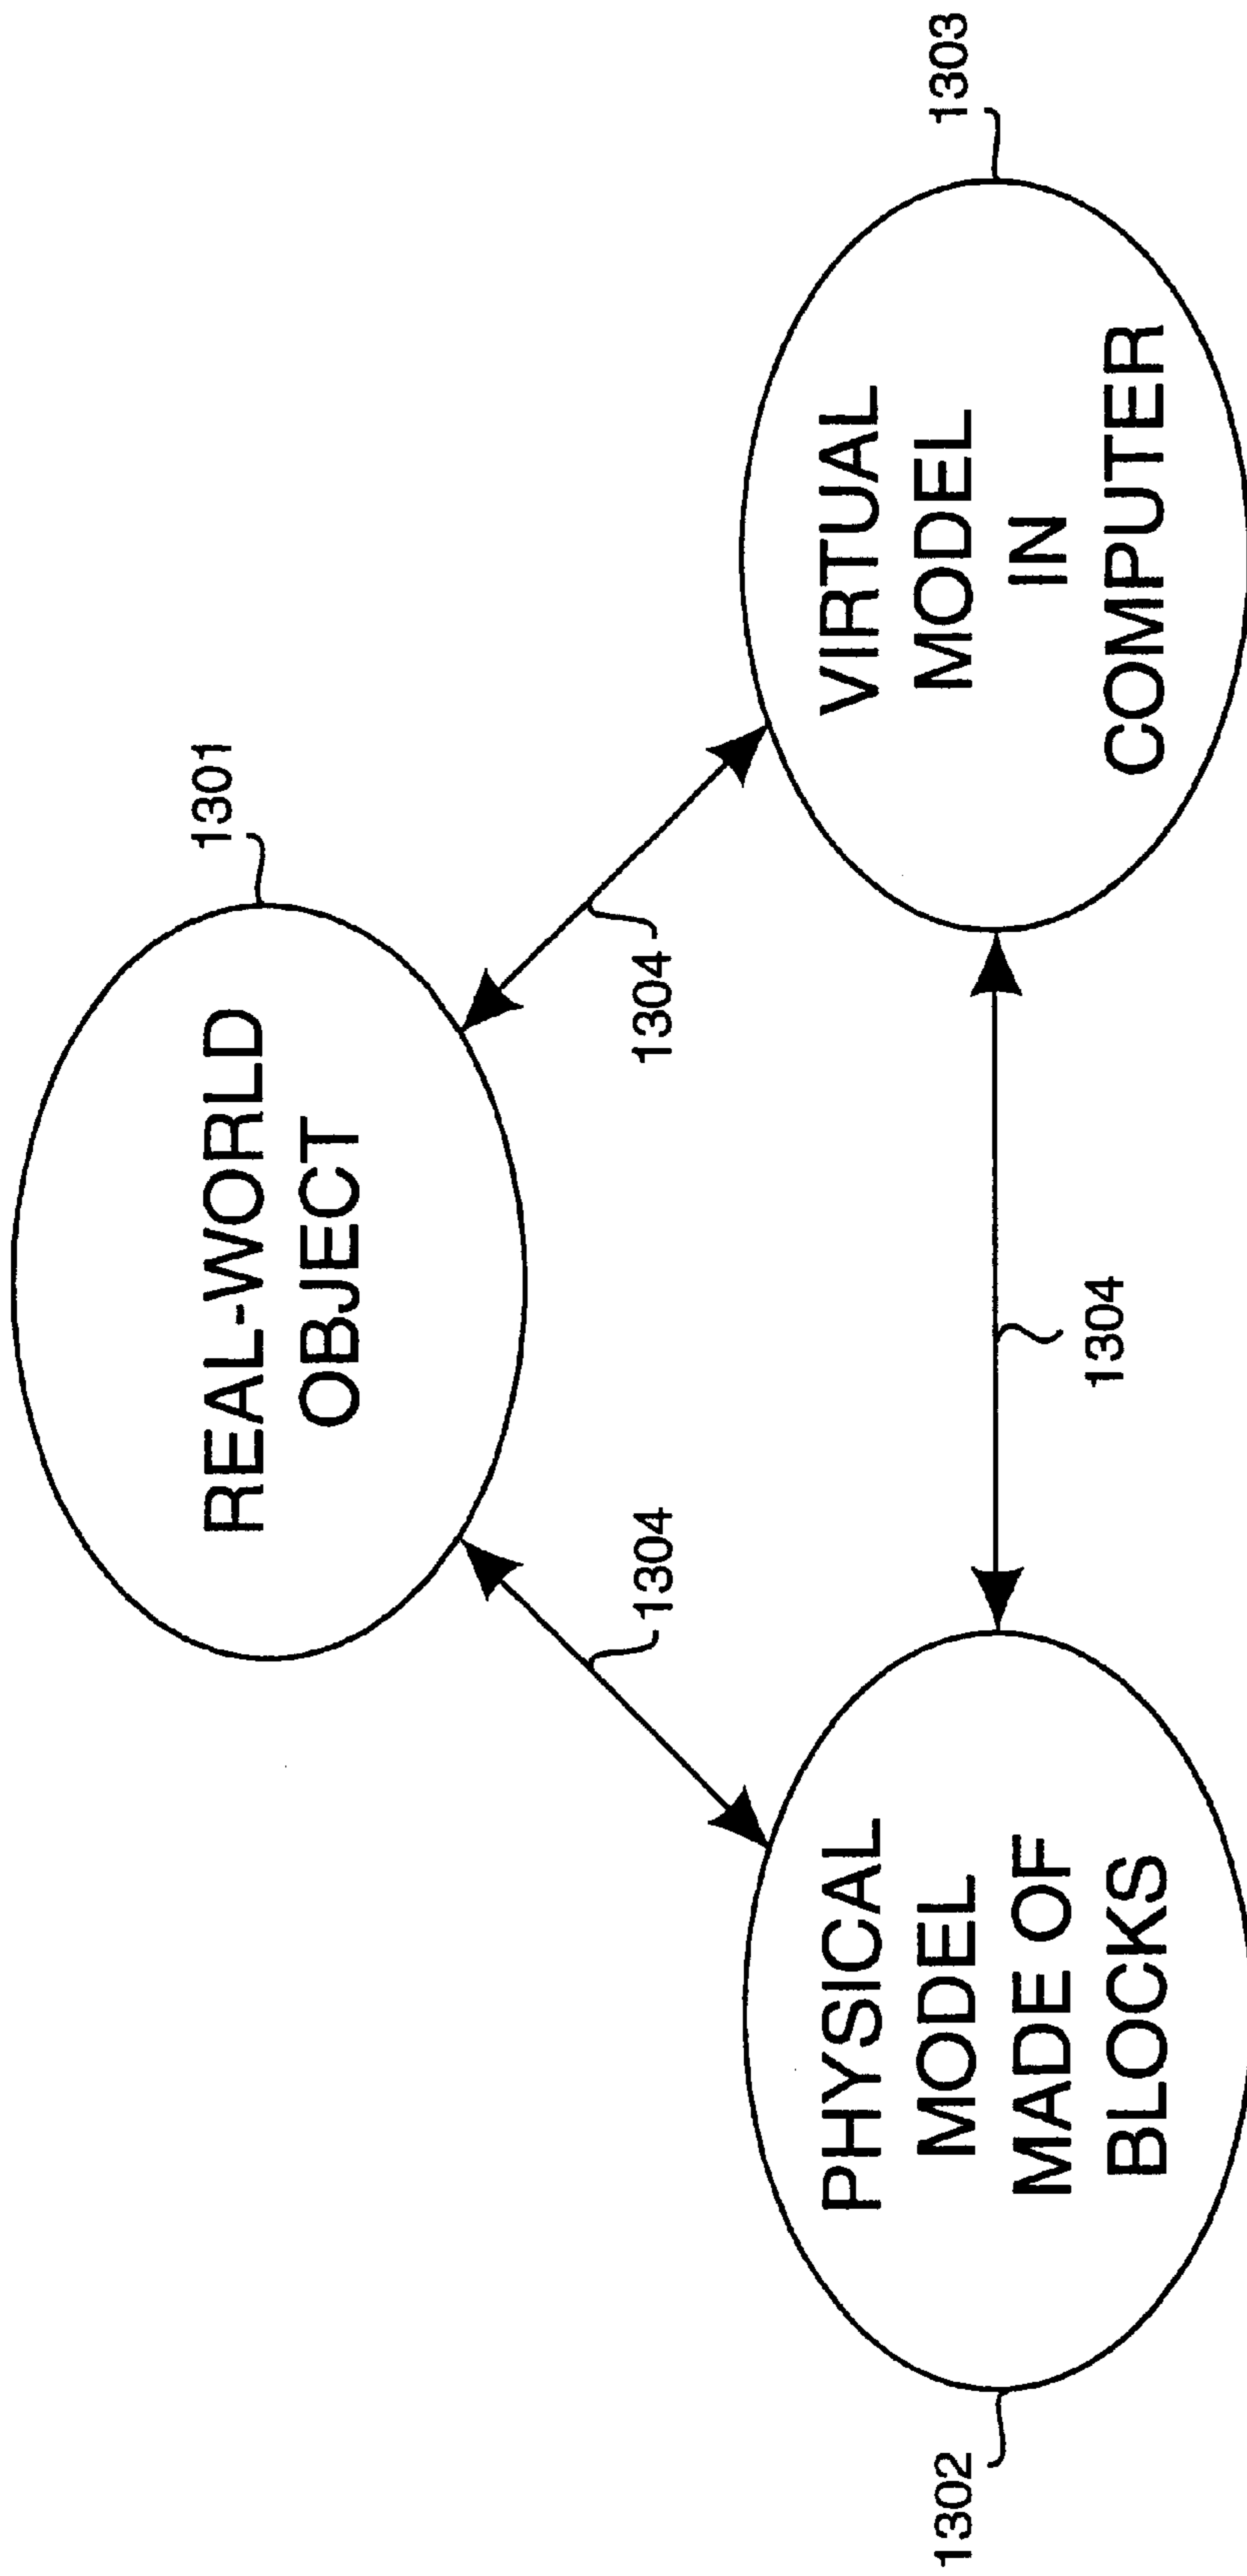 1301
REAL-WORLD
OBJECT
1304
1304
1302
PHYSICAL
MODEL
MADE OF
BLOCKS
1304
VIRTUAL
MODEL
IN
COMPUTER
1303